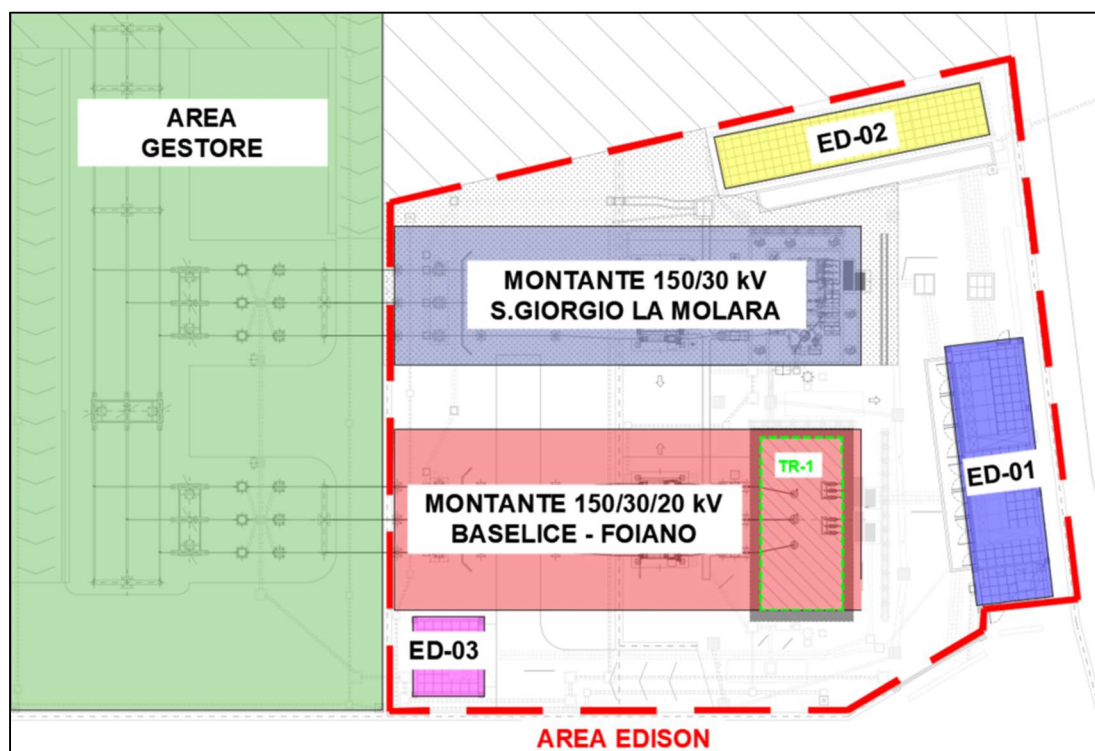 AREA
GESTORE
ED-02
MONTANTE 150/30 kV
S.GIORGIO LA MOLARA
TR-1
ED-01
MONTANTE 150/30/20 kV
BASELICE - FOIANO
ED-03
AREA EDISON